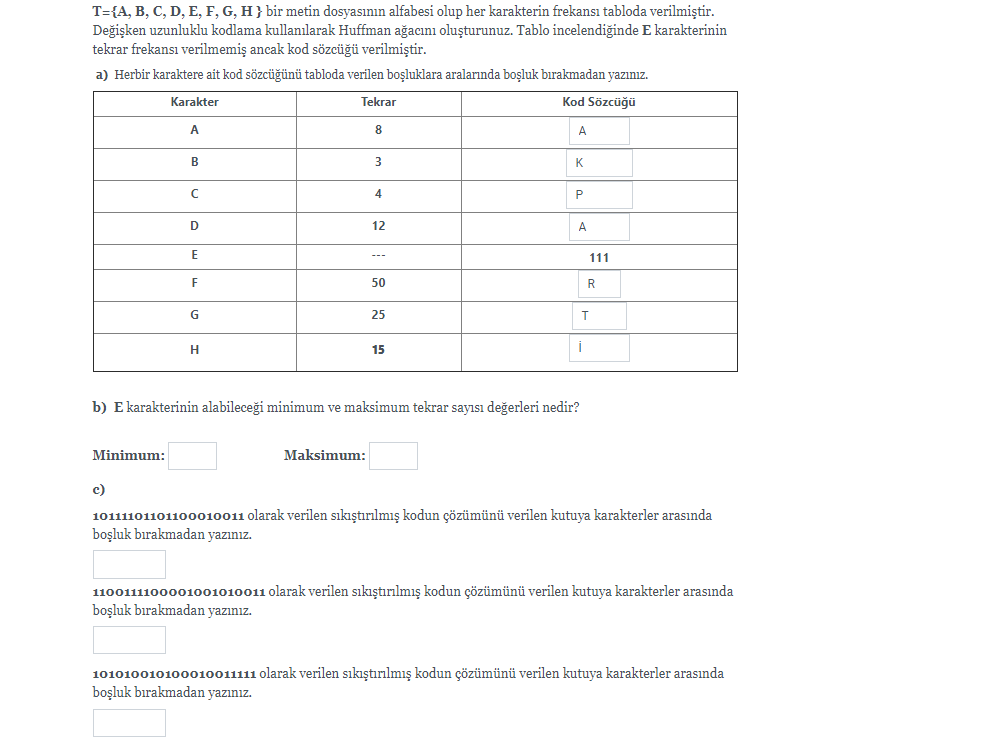 T={A, B, C, D, E, F, G, H } bir metin dosyasının alfabesi olup her karakterin frekansı tabloda verilmiştir.
Değişken uzunluklu kodlama kullanılarak Huffman ağacını oluşturunuz. Tablo incelendiğinde E karakterinin
tekrar frekansı verilmemiş ancak kod sözcüğü verilmiştir.
a) Herbir karaktere ait kod sözcüğünü tabloda verilen boşluklara aralarında boşluk bırakmadan yazınız.
Karakter Tekrar Kod Sözcüğü
A 8 A
B 3 K
C 4 P
D 12 A
E --- 111
F 50 R
G 25 T
H 15 İ
b) E karakterinin alabileceği minimum ve maksimum tekrar sayısı değerleri nedir?
Minimum: Maksimum:
c)
10111101101100010011 olarak verilen sıkıştırılmış kodun çözümünü verilen kutuya karakterler arasında
boşluk bırakmadan yazınız.
1100111100001001010011 olarak verilen sıkıştırılmış kodun çözümünü verilen kutuya karakterler arasında
boşluk bırakmadan yazınız.
101010010100010011111 olarak verilen sıkıştırılmış kodun çözümünü verilen kutuya karakterler arasında
boşluk bırakmadan yazınız.